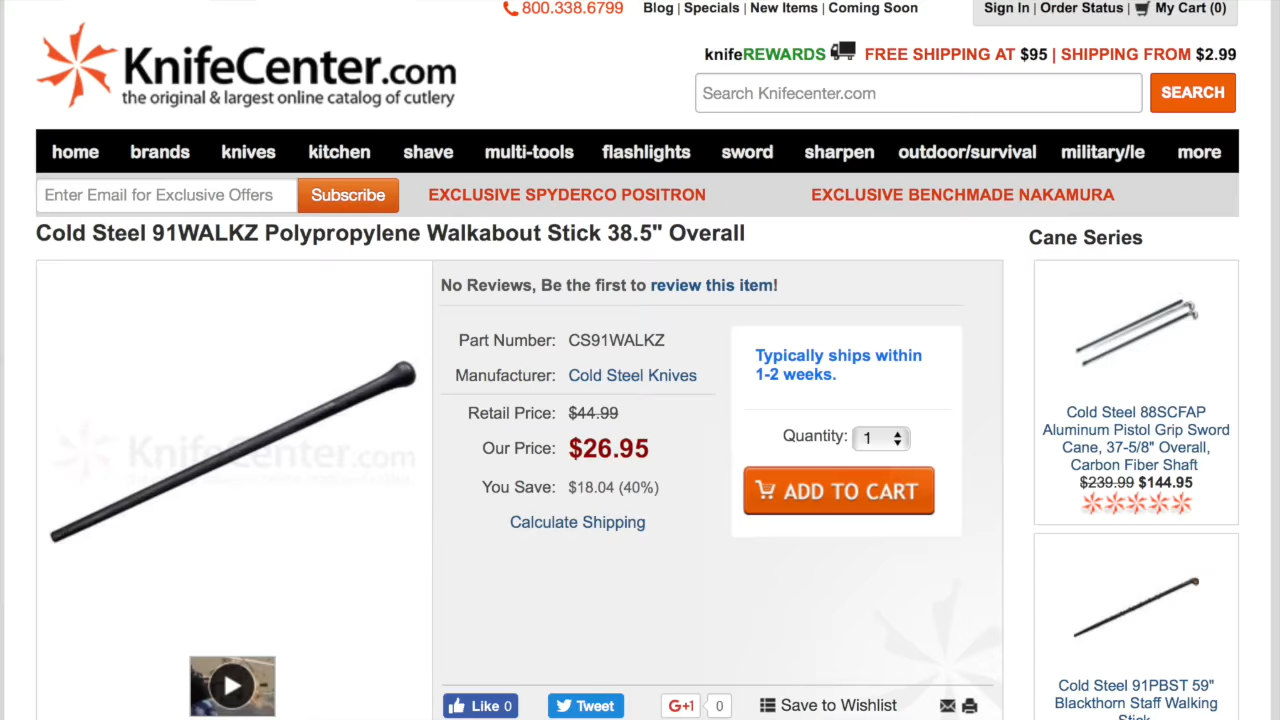 800.338.6799
Blog | Specials | New Items | Coming Soon
Sign In | Order Status | My Cart (0)
KnifeCenter.com
the original & largest online catalog of cutlery
knifeREWARDS FREE SHIPPING AT $95 | SHIPPING FROM $2.99
Search Knifecenter.com
SEARCH
home brands knives kitchen shave multi-tools flashlights sword sharpen outdoor/survival military/le more
Enter Email for Exclusive Offers
Subscribe
EXCLUSIVE SPYDERCO POSITRON
EXCLUSIVE BENCHMADE NAKAMURA
Cold Steel 91WALKZ Polypropylene Walkabout Stick 38.5" Overall
KnifeCenter.com
No Reviews, Be the first to review this item!
Part Number: CS91WALKZ
Manufacturer: Cold Steel Knives
Retail Price: $44.99
Our Price: $26.95
You Save: $18.04 (40%)
Calculate Shipping
Typically ships within
1-2 weeks.
Quantity: 1
ADD TO CART
Like 0
Tweet
G+1
0
Save to Wishlist
Cane Series
Cold Steel 88SCFAP
Aluminum Pistol Grip Sword
Cane, 37-5/8" Overall,
Carbon Fiber Shaft
$239.99 $144.95
Cold Steel 91PBST 59"
Blackthorn Staff Walking
Stick